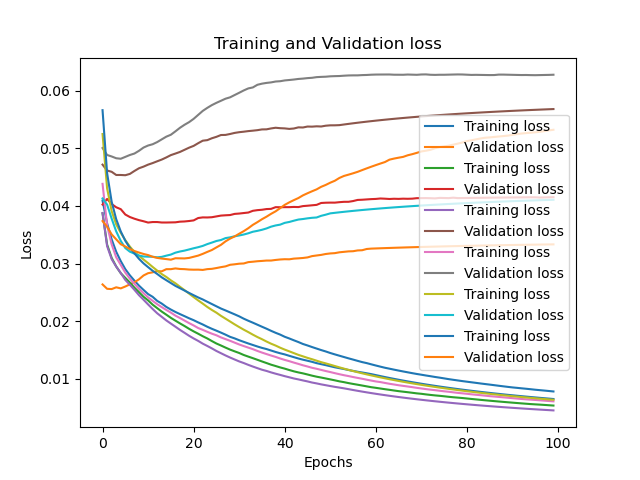 Training and Validation loss
Loss
0.06
0.05
0.04
0.03
0.02
0.01
Training loss
Validation loss
Training loss
Validation loss
Training loss
Validation loss
Training loss
Validation loss
Training loss
Validation loss
Training loss
Validation loss
0 20 40 60 80 100
Epochs